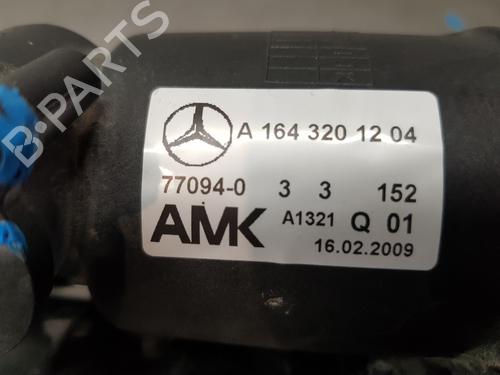 A 164 320 12 04
77094-0 3 3 152
AMK A1321 Q 01
16.02.2009
B-PARTS